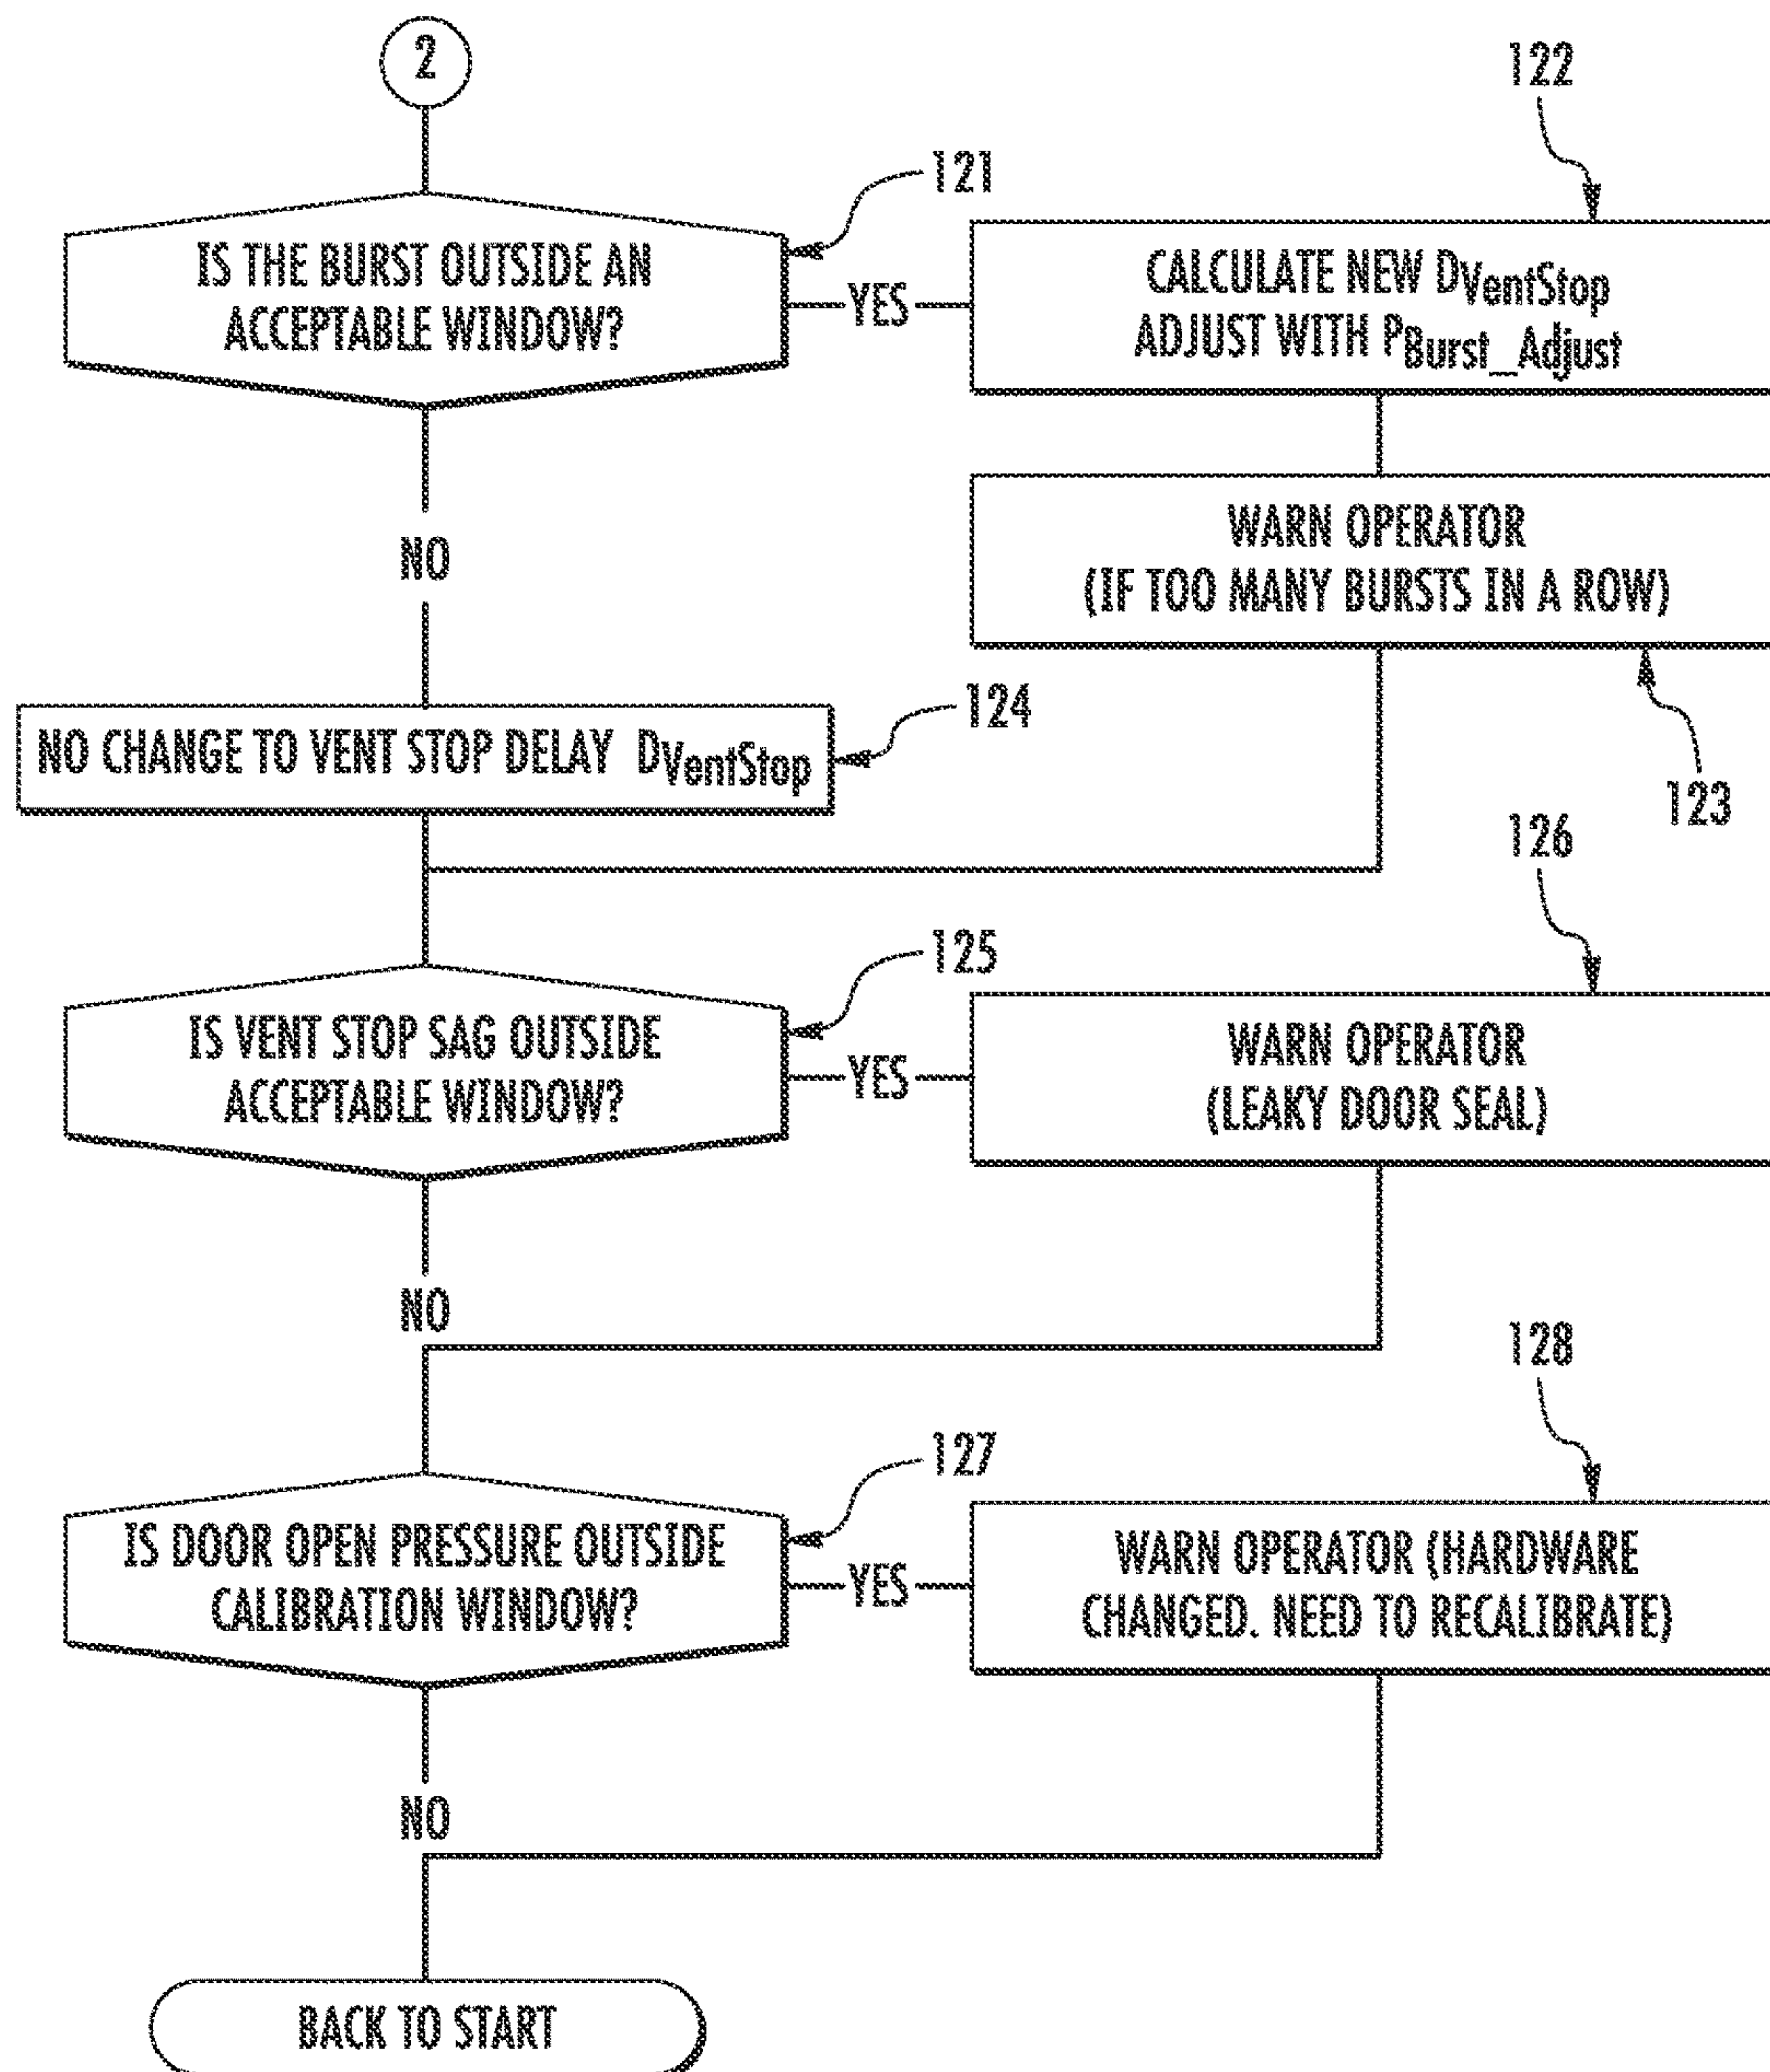 2
122
121
IS THE BURST OUTSIDE AN
ACCEPTABLE WINDOW?
YES
CALCULATE NEW DVentStop
ADJUST WITH PBurst_Adjust
WARN OPERATOR
(IF TOO MANY BURSTS IN A ROW)
NO
124
NO CHANGE TO VENT STOP DELAY DVentStop
123
126
125
IS VENT STOP SAG OUTSIDE
ACCEPTABLE WINDOW?
YES
WARN OPERATOR
(LEAKY DOOR SEAL)
NO
128
127
IS DOOR OPEN PRESSURE OUTSIDE
CALIBRATION WINDOW?
YES
WARN OPERATOR (HARDWARE
CHANGED. NEED TO RECALIBRATE)
NO
BACK TO START